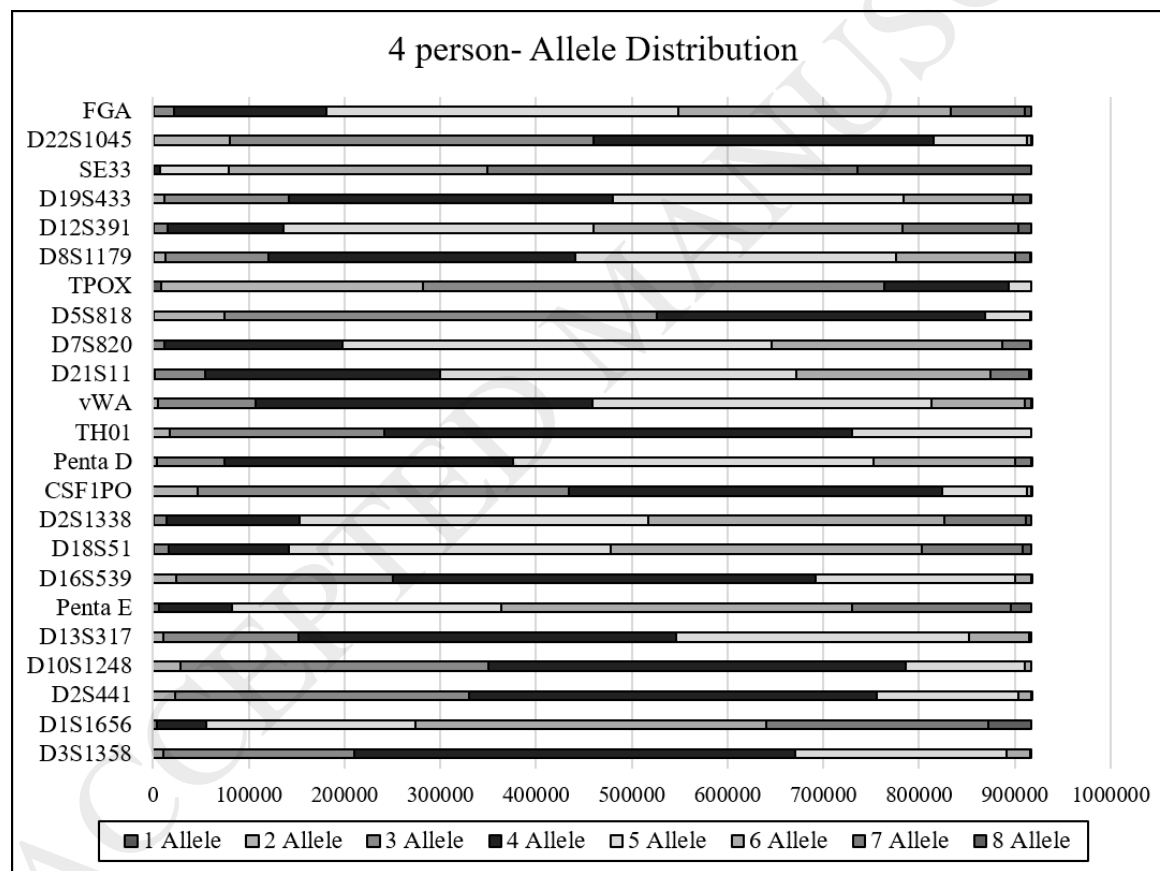 4 person- Allele Distribution
FGA
D22S1045
SE33
D19S433
D12S391
D8S1179
TPOX
D5S818
D7S820
D21S11
vWA
TH01
Penta D
CSF1PO
D2S1338
D18S51
D16S539
Penta E
D13S317
D10S1248
D2S441
D1S1656
D3S1358
0 100000 200000 300000 400000 500000 600000 700000 800000 900000 1000000
1 Allele 2 Allele 3 Allele 4 Allele 5 Allele 6 Allele 7 Allele 8 Allele
ACCEPTED MANUSC